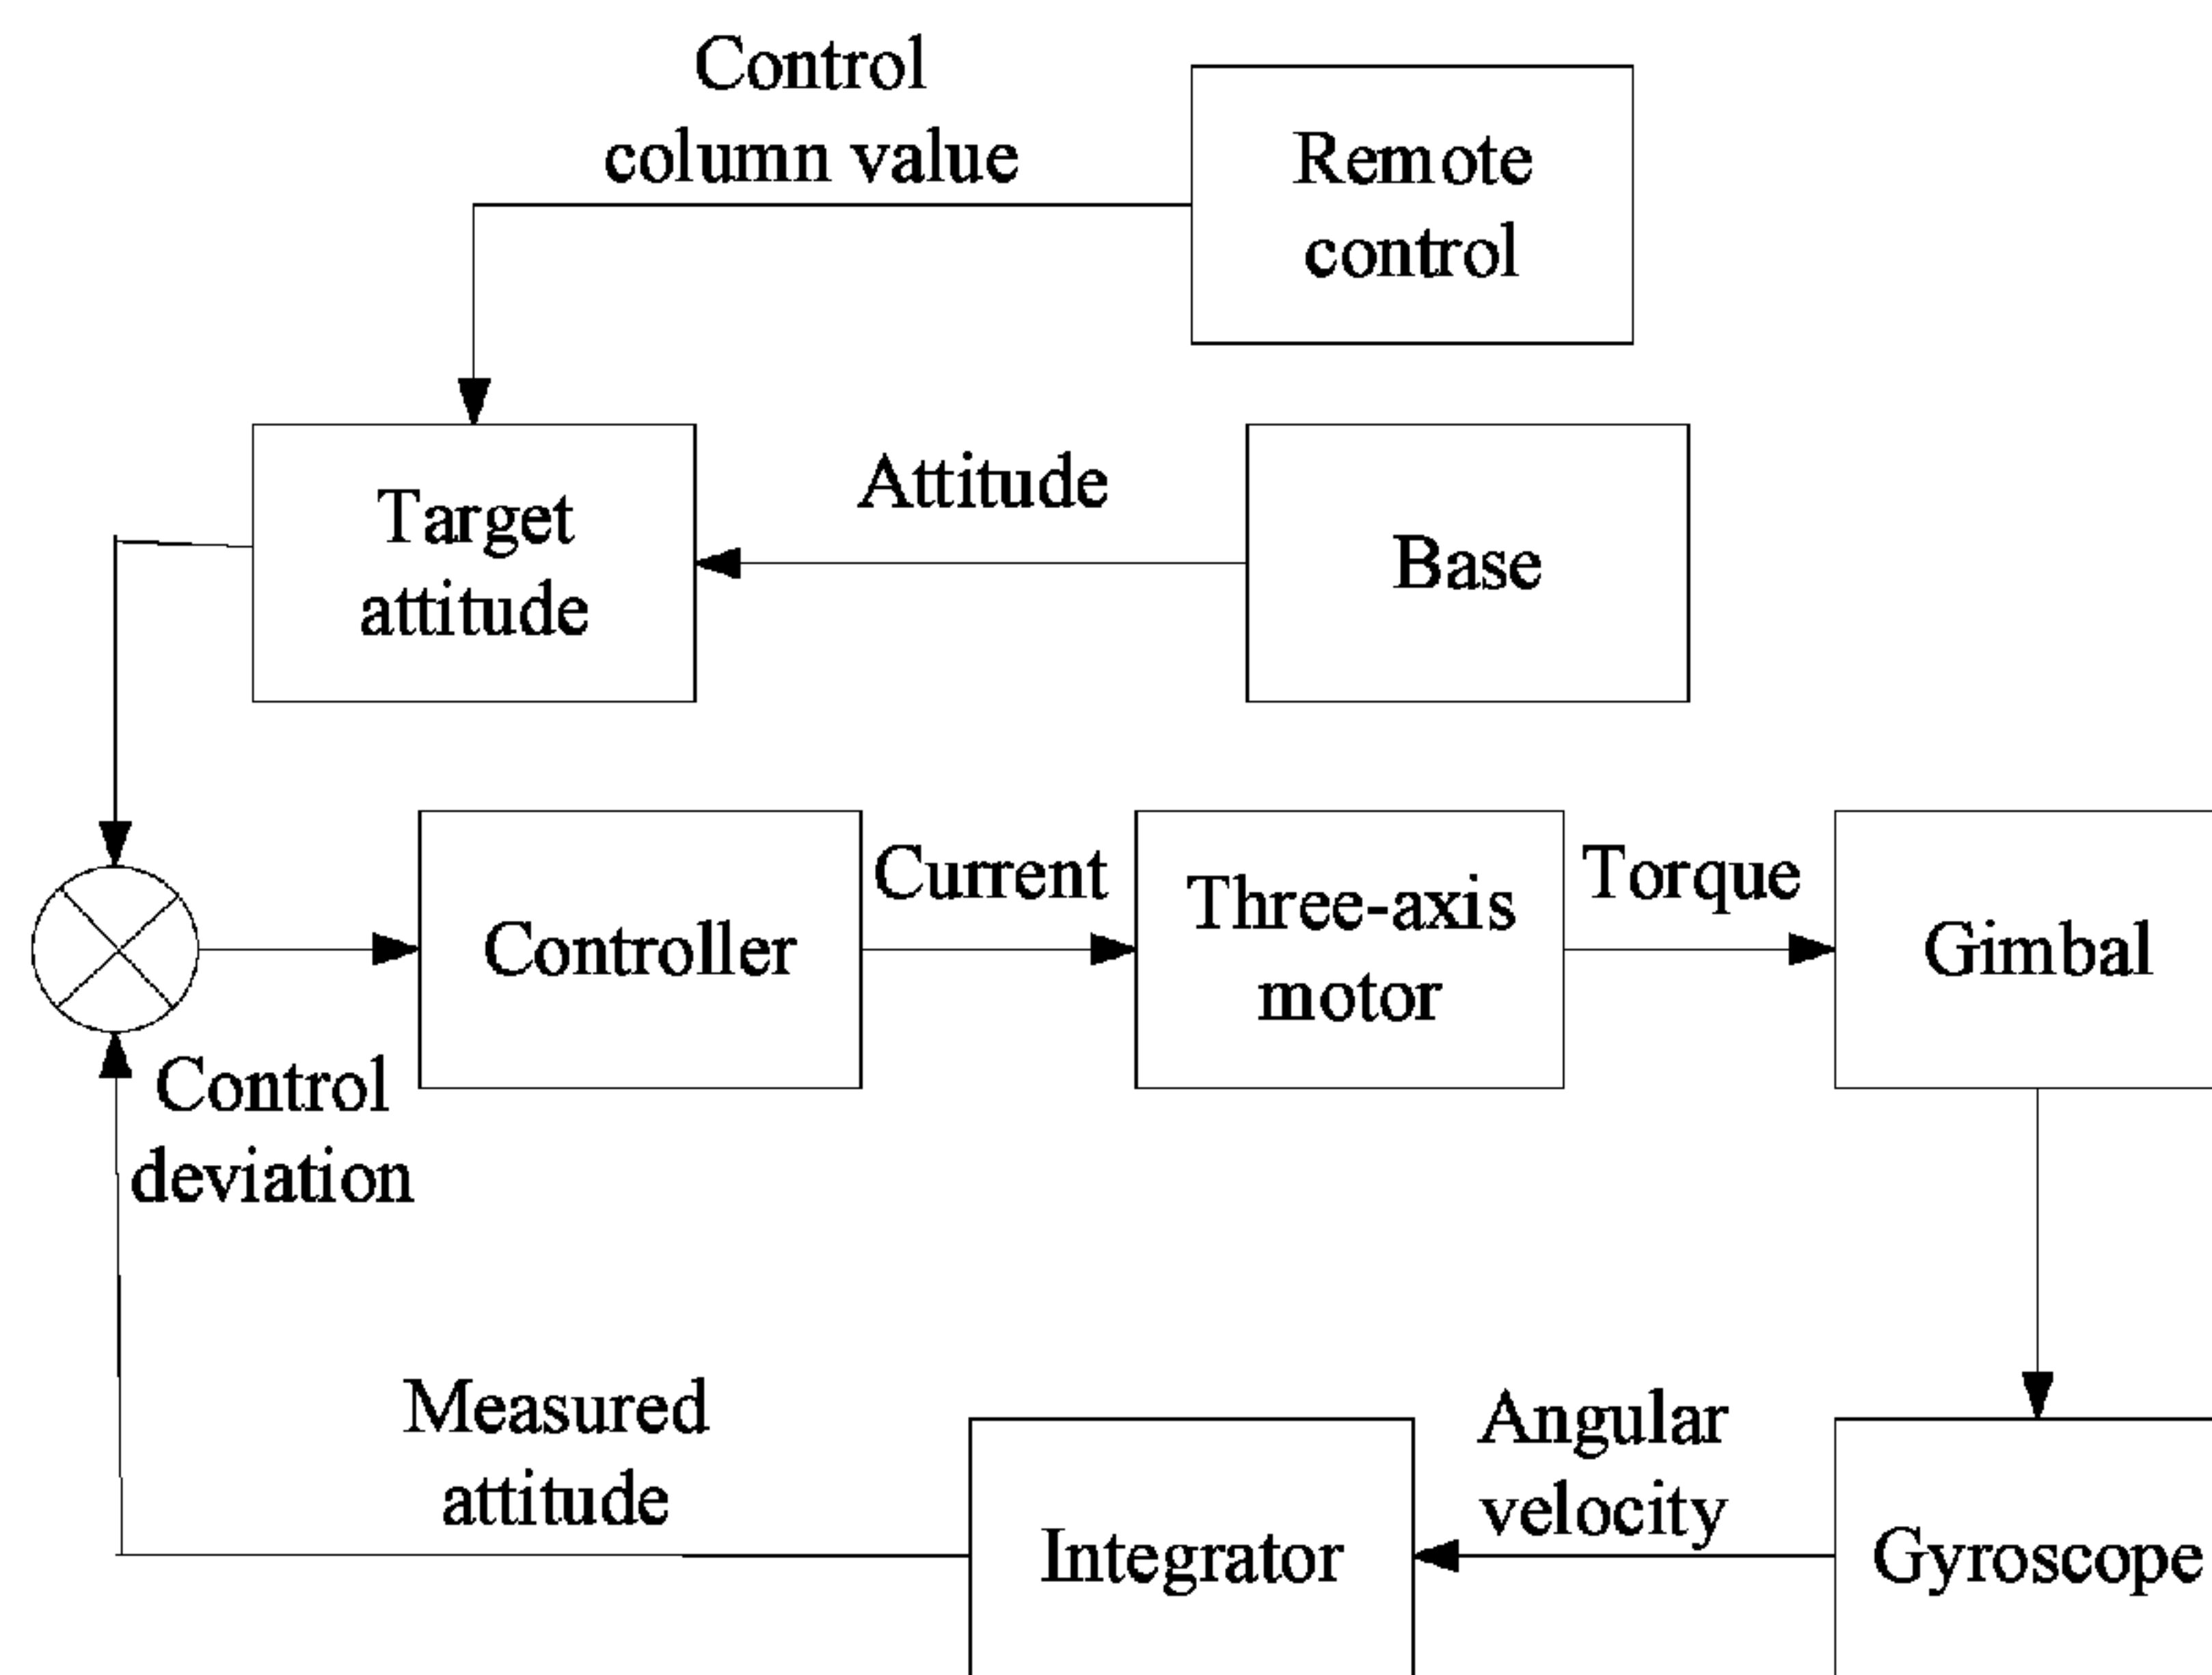 Control
column value
Remote
control
Target
attitude
Attitude
Base
Controller
Current
Three-axis
motor
Torque
Gimbal
Control
deviation
Measured
attitude
Integrator
Angular
velocity
Gyroscope